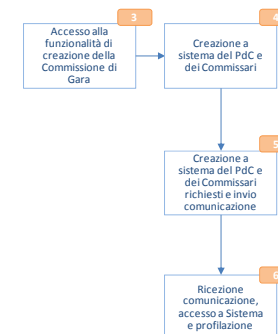 3
Accesso alla
funzionalità di
creazione della
Commissione di
Gara
4
Creazione a
sistema del PdC e
dei Commissari
5
Creazione a
sistema del PdC e
dei Commissari
richiesti e invio
comunicazione
6
Ricezione
comunicazione,
accesso a Sistema
e profilazione